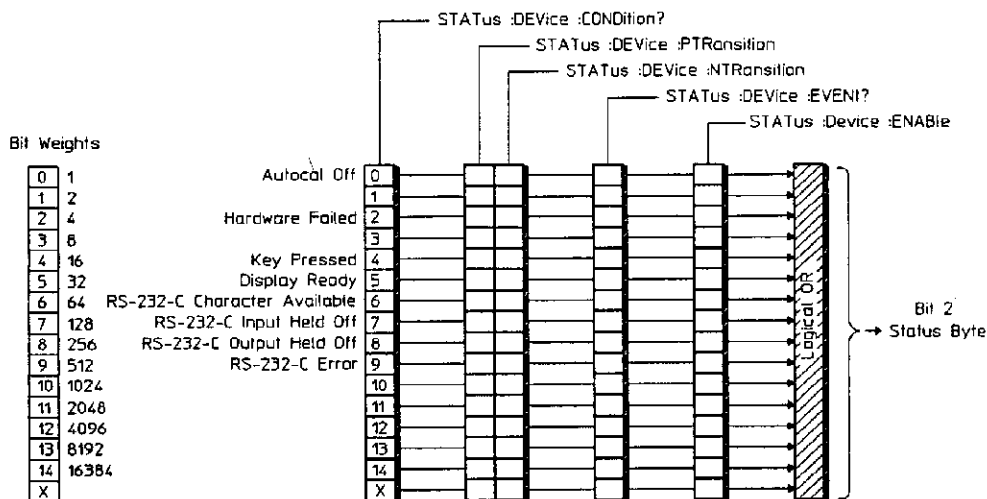 STATus :DEVice :CONDition?
STATus :DEVice :PTRansition
STATus :DEVice :NTRansition
STATus :DEVice :EVENt?
STATus :Device :ENABle
Bit Weights
0 1
1 2
2 4
3 8
4 16
5 32
6 64
7 128
8 256
9 512
10 1024
11 2048
12 4096
13 8192
14 16384
X
Autocal Off 0
1
Hardware Failed 2
3
Key Pressed 4
Display Ready 5
RS-232-C Character Available 6
RS-232-C Input Held Off 7
RS-232-C Output Held Off 8
RS-232-C Error 9
10
11
12
13
14
X
Logical OR
Bit 2
Status Byte